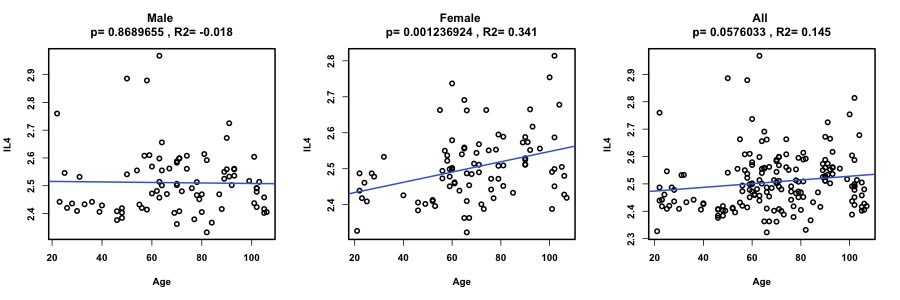 Male
p= 0.8689655 , R2= -0.018
IL4
2.4 2.5 2.6 2.7 2.8 2.9
20 40 60 80 100
Age
Female
p= 0.001236924 , R2= 0.341
IL4
2.4 2.5 2.6 2.7 2.8
20 40 60 80 100
Age
All
p= 0.0576033 , R2= 0.145
IL4
2.3 2.4 2.5 2.6 2.7 2.8 2.9
20 40 60 80 100
Age